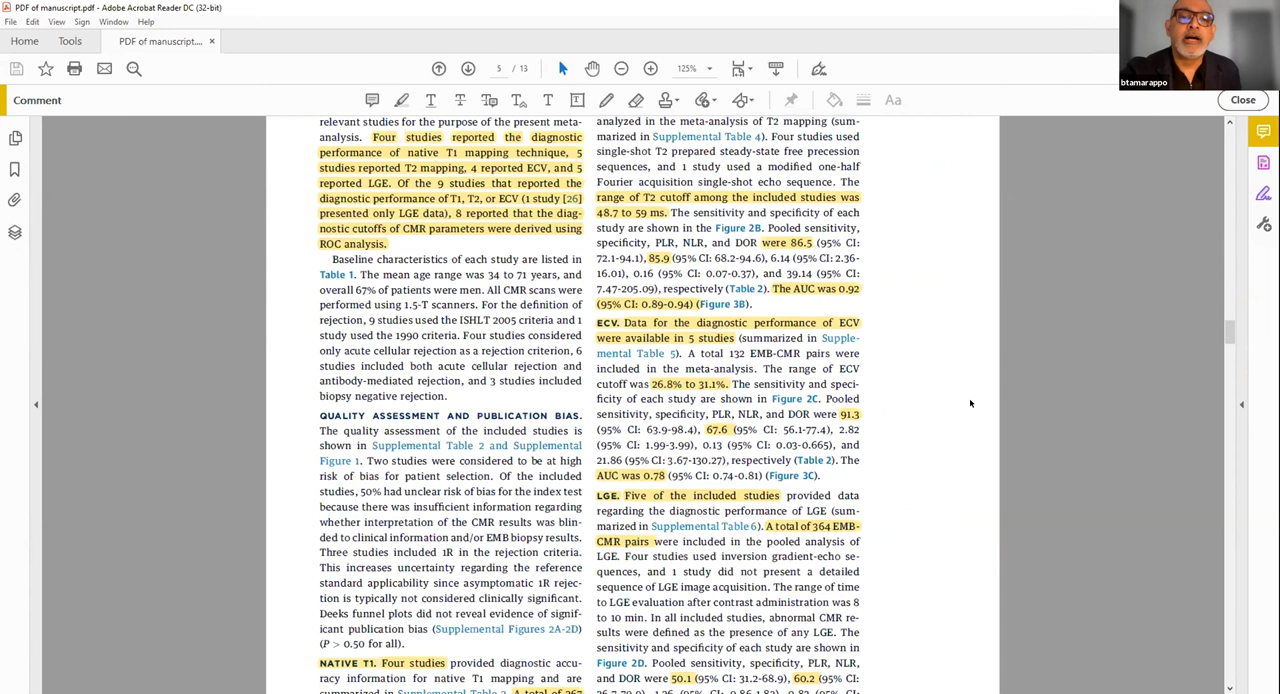 PDF of manuscript.pdf - Adobe Acrobat Reader DC (32-bit)
File Edit View Sign Window Help
Home Tools PDF of manuscript.... ×
5 / 13 125%
Comment Aa Close
btamarappo
relevant studies for the purpose of the present meta-
analysis. Four studies reported the diagnostic
performance of native T1 mapping technique, 5
studies reported T2 mapping, 4 reported ECV, and 5
reported LGE. Of the 9 studies that reported the
diagnostic performance of T1, T2, or ECV (1 study [26]
presented only LGE data), 8 reported that the diag-
nostic cutoffs of CMR parameters were derived using
ROC analysis.
Baseline characteristics of each study are listed in
Table 1. The mean age range was 34 to 71 years, and
overall 67% of patients were men. All CMR scans were
performed using 1.5-T scanners. For the definition of
rejection, 9 studies used the ISHLT 2005 criteria and 1
study used the 1990 criteria. Four studies considered
only acute cellular rejection as a rejection criterion, 6
studies included both acute cellular rejection and
antibody-mediated rejection, and 3 studies included
biopsy negative rejection.
QUALITY ASSESSMENT AND PUBLICATION BIAS.
The quality assessment of the included studies is
shown in Supplemental Table 2 and Supplemental
Figure 1. Two studies were considered to be at high
risk of bias for patient selection. Of the included
studies, 50% had unclear risk of bias for the index test
because there was insufficient information regarding
whether interpretation of the CMR results was blin-
ded to clinical information and/or EMB biopsy results.
Three studies included 1R in the rejection criteria.
This increases uncertainty regarding the reference
standard applicability since asymptomatic 1R rejec-
tion is typically not considered clinically significant.
Deeks funnel plots did not reveal evidence of signif-
icant publication bias (Supplemental Figures 2A-2D)
(P > 0.50 for all).
NATIVE T1. Four studies provided diagnostic accu-
racy information for native T1 mapping and are
summarized in Supplemental Table 3. A total of 267
analyzed in the meta-analysis of T2 mapping (sum-
marized in Supplemental Table 4). Four studies used
single-shot T2 prepared steady-state free precession
sequences, and 1 study used a modified one-half
Fourier acquisition single-shot echo sequence. The
range of T2 cutoff among the included studies was
48.7 to 59 ms. The sensitivity and specificity of each
study are shown in the Figure 2B. Pooled sensitivity,
specificity, PLR, NLR, and DOR were 86.5 (95% CI:
72.1-94.1), 85.9 (95% CI: 68.2-94.6), 6.14 (95% CI: 2.36-
16.01), 0.16 (95% CI: 0.07-0.37), and 39.14 (95% CI:
7.47-205.09), respectively (Table 2). The AUC was 0.92
(95% CI: 0.89-0.94) (Figure 3B).
ECV. Data for the diagnostic performance of ECV
were available in 5 studies (summarized in Supple-
mental Table 5). A total 132 EMB-CMR pairs were
included in the meta-analysis. The range of ECV
cutoff was 26.8% to 31.1%. The sensitivity and speci-
ficity of each study are shown in Figure 2C. Pooled
sensitivity, specificity, PLR, NLR, and DOR were 91.3
(95% CI: 63.9-98.4), 67.6 (95% CI: 56.1-77.4), 2.82
(95% CI: 1.99-3.99), 0.13 (95% CI: 0.03-0.665), and
21.86 (95% CI: 3.67-130.27), respectively (Table 2). The
AUC was 0.78 (95% CI: 0.74-0.81) (Figure 3C).
LGE. Five of the included studies provided data
regarding the diagnostic performance of LGE (sum-
marized in Supplemental Table 6). A total of 364 EMB-
CMR pairs were included in the pooled analysis of
LGE. Four studies used inversion gradient-echo se-
quences, and 1 study did not present a detailed
sequence of LGE image acquisition. The range of time
to LGE evaluation after contrast administration was 8
to 10 min. In all included studies, abnormal CMR re-
sults were defined as the presence of any LGE. The
sensitivity and specificity of each study are shown in
Figure 2D. Pooled sensitivity, specificity, PLR, NLR,
and DOR were 50.1 (95% CI: 31.2-68.9), 60.2 (95% CI: